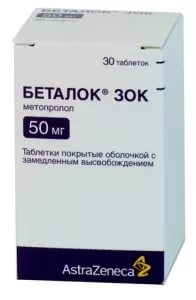 30 таблеток
БЕТАЛОК® ЗОК
метопролол
50 мг
Таблетки покрытые оболочкой с
замедленным высвобождением
AstraZeneca